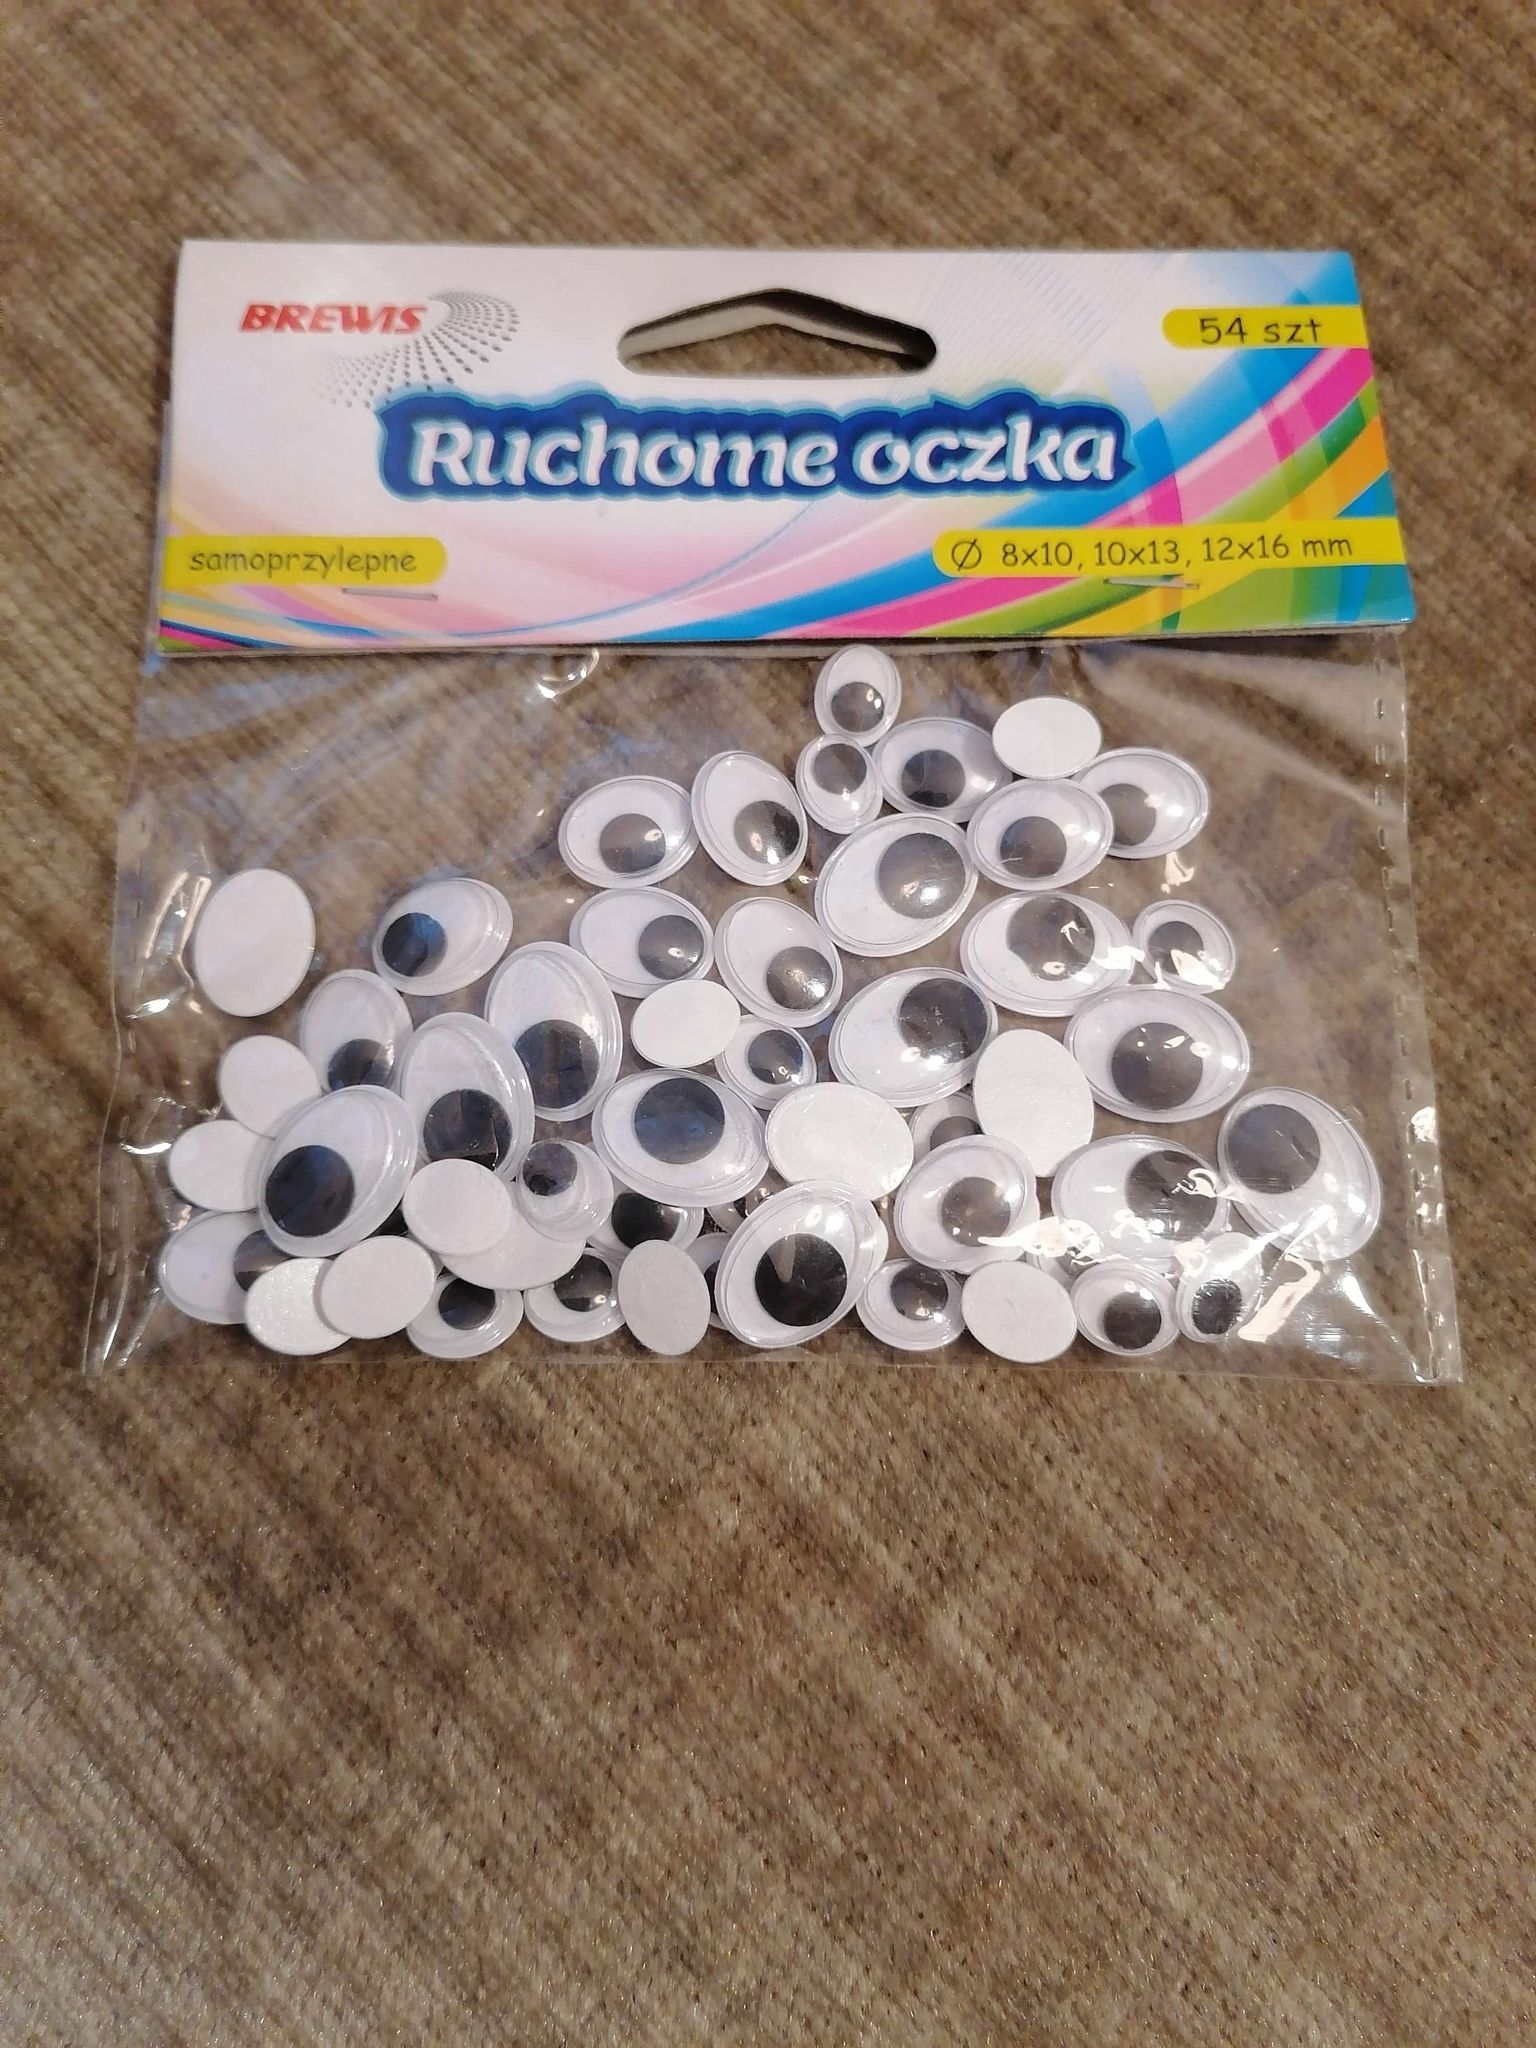 BREWIS
54 szt
Ruchome oczka
samoprzylepne
Ø 8x10, 10x13, 12x16 mm